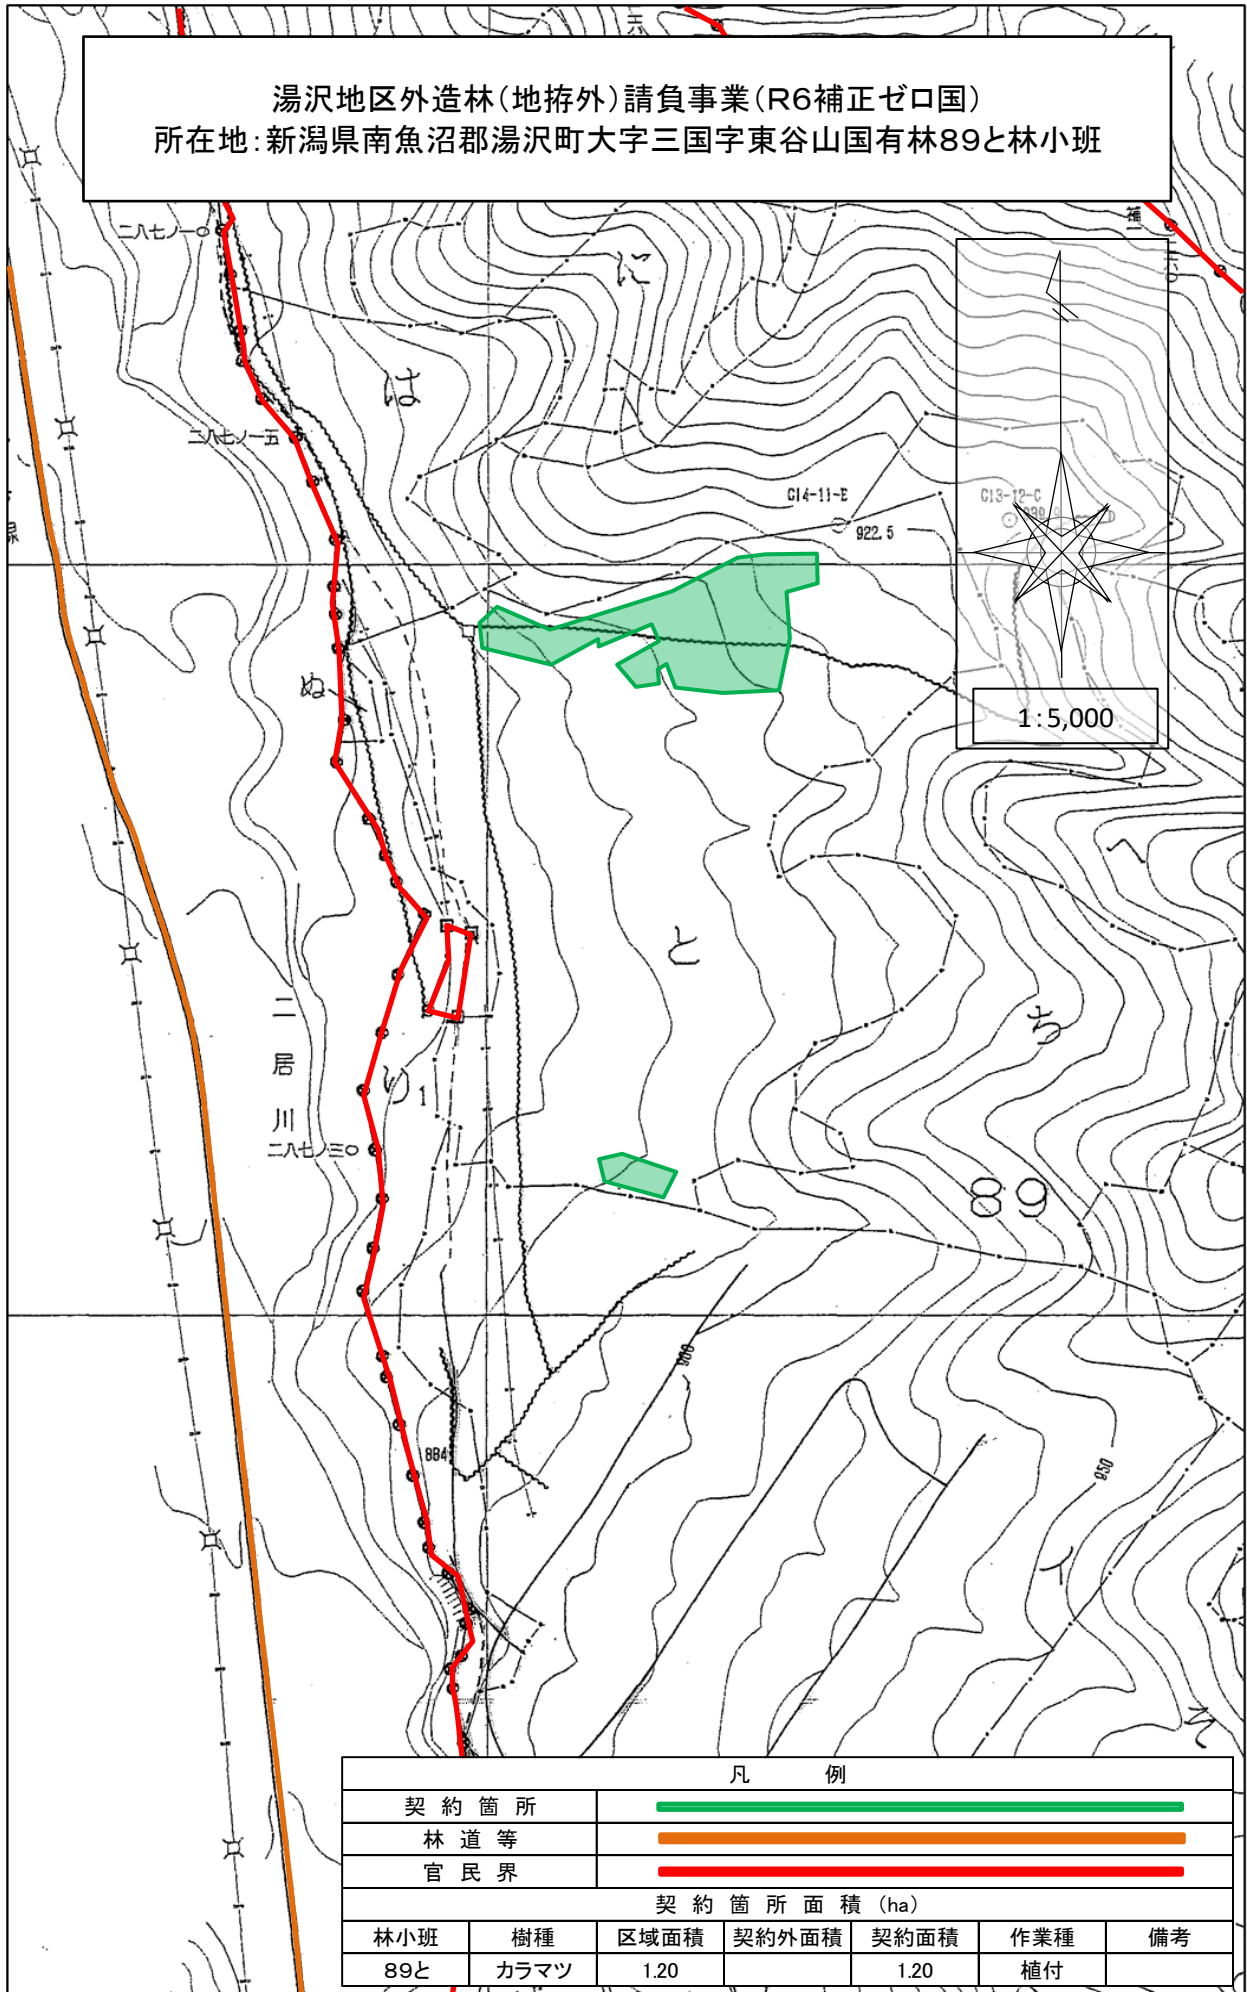 湯沢地区外造林(地拵外)請負事業(R6補正ゼロ国)
所在地:新潟県南魚沼郡湯沢町大字三国字東谷山国有林89と林小班
二八七ノ一〇
は
二八七ノ一五
C14-11-E
922.5
C13-12-C
ぬ
1:5,000
と
ち
二居川
り1
二八七ノ三〇
89
へ
900
884
950
イ
凡 例
契約箇所
林道等
官民界
契約箇所面積 (ha)
林小班 樹種 区域面積 契約外面積 契約面積 作業種 備考
89と カラマツ 1.20 1.20 植付